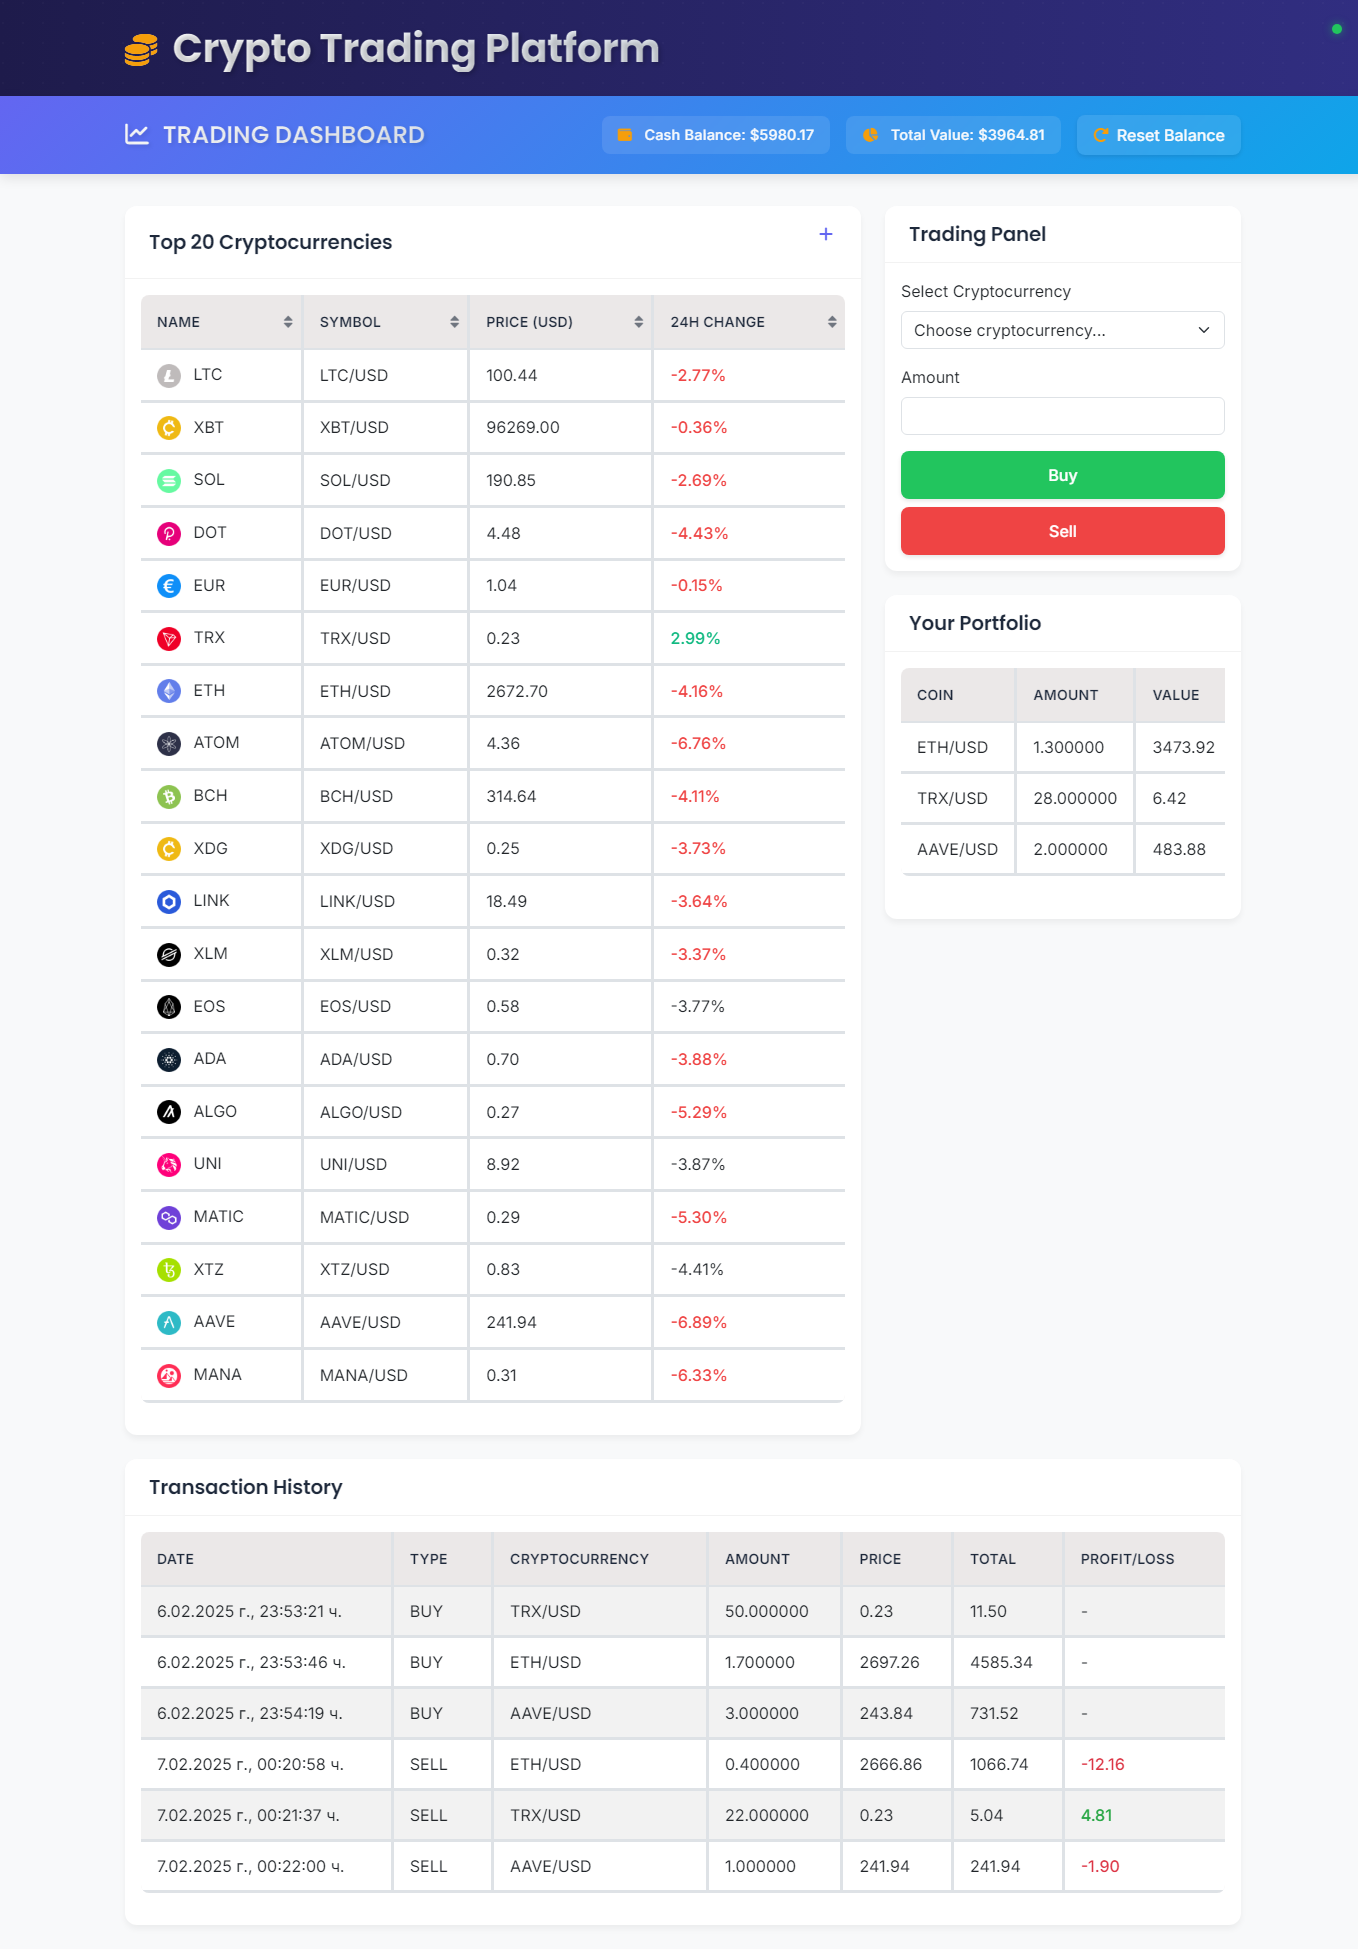 Crypto Trading Platform
TRADING DASHBOARD
Cash Balance: $5980.17
Total Value: $3964.81
Reset Balance
Top 20 Cryptocurrencies
+
NAME SYMBOL PRICE (USD) 24H CHANGE
LTC LTC/USD 100.44 -2.77%
XBT XBT/USD 96269.00 -0.36%
SOL SOL/USD 190.85 -2.69%
DOT DOT/USD 4.48 -4.43%
EUR EUR/USD 1.04 -0.15%
TRX TRX/USD 0.23 2.99%
ETH ETH/USD 2672.70 -4.16%
ATOM ATOM/USD 4.36 -6.76%
BCH BCH/USD 314.64 -4.11%
XDG XDG/USD 0.25 -3.73%
LINK LINK/USD 18.49 -3.64%
XLM XLM/USD 0.32 -3.37%
EOS EOS/USD 0.58 -3.77%
ADA ADA/USD 0.70 -3.88%
ALGO ALGO/USD 0.27 -5.29%
UNI UNI/USD 8.92 -3.87%
MATIC MATIC/USD 0.29 -5.30%
XTZ XTZ/USD 0.83 -4.41%
AAVE AAVE/USD 241.94 -6.89%
MANA MANA/USD 0.31 -6.33%
Trading Panel
Select Cryptocurrency
Choose cryptocurrency...
Amount
Buy
Sell
Your Portfolio
COIN AMOUNT VALUE
ETH/USD 1.300000 3473.92
TRX/USD 28.000000 6.42
AAVE/USD 2.000000 483.88
Transaction History
DATE TYPE CRYPTOCURRENCY AMOUNT PRICE TOTAL PROFIT/LOSS
6.02.2025 г., 23:53:21 ч. BUY TRX/USD 50.000000 0.23 11.50 -
6.02.2025 г., 23:53:46 ч. BUY ETH/USD 1.700000 2697.26 4585.34 -
6.02.2025 г., 23:54:19 ч. BUY AAVE/USD 3.000000 243.84 731.52 -
7.02.2025 г., 00:20:58 ч. SELL ETH/USD 0.400000 2666.86 1066.74 -12.16
7.02.2025 г., 00:21:37 ч. SELL TRX/USD 22.000000 0.23 5.04 4.81
7.02.2025 г., 00:22:00 ч. SELL AAVE/USD 1.000000 241.94 241.94 -1.90